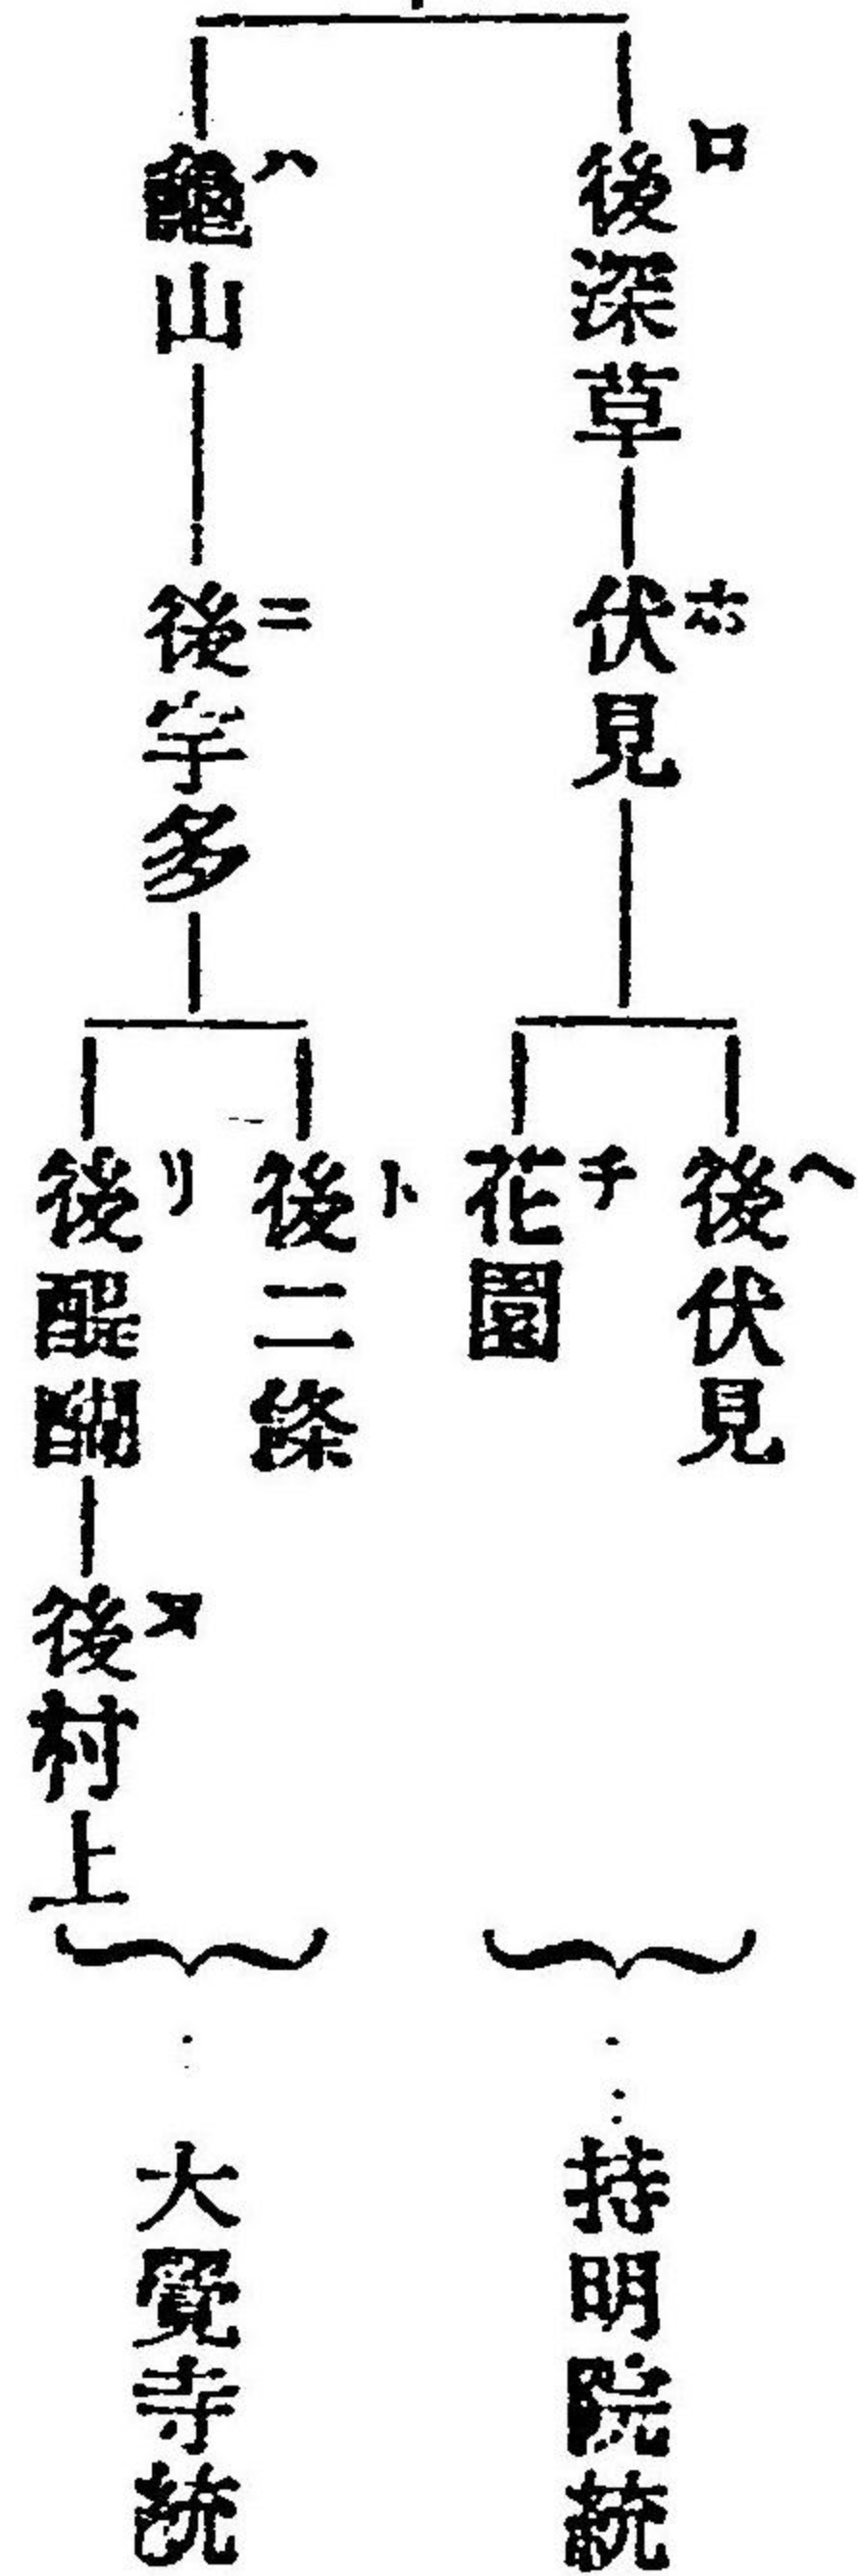 ロ
後深草
ホ
伏見
ヘ
後伏見
チ
花園
持明院統
ハ
龜山
ニ
後宇多
ト
後二條
リ
後醍醐
ヌ
後村上
大覺寺統